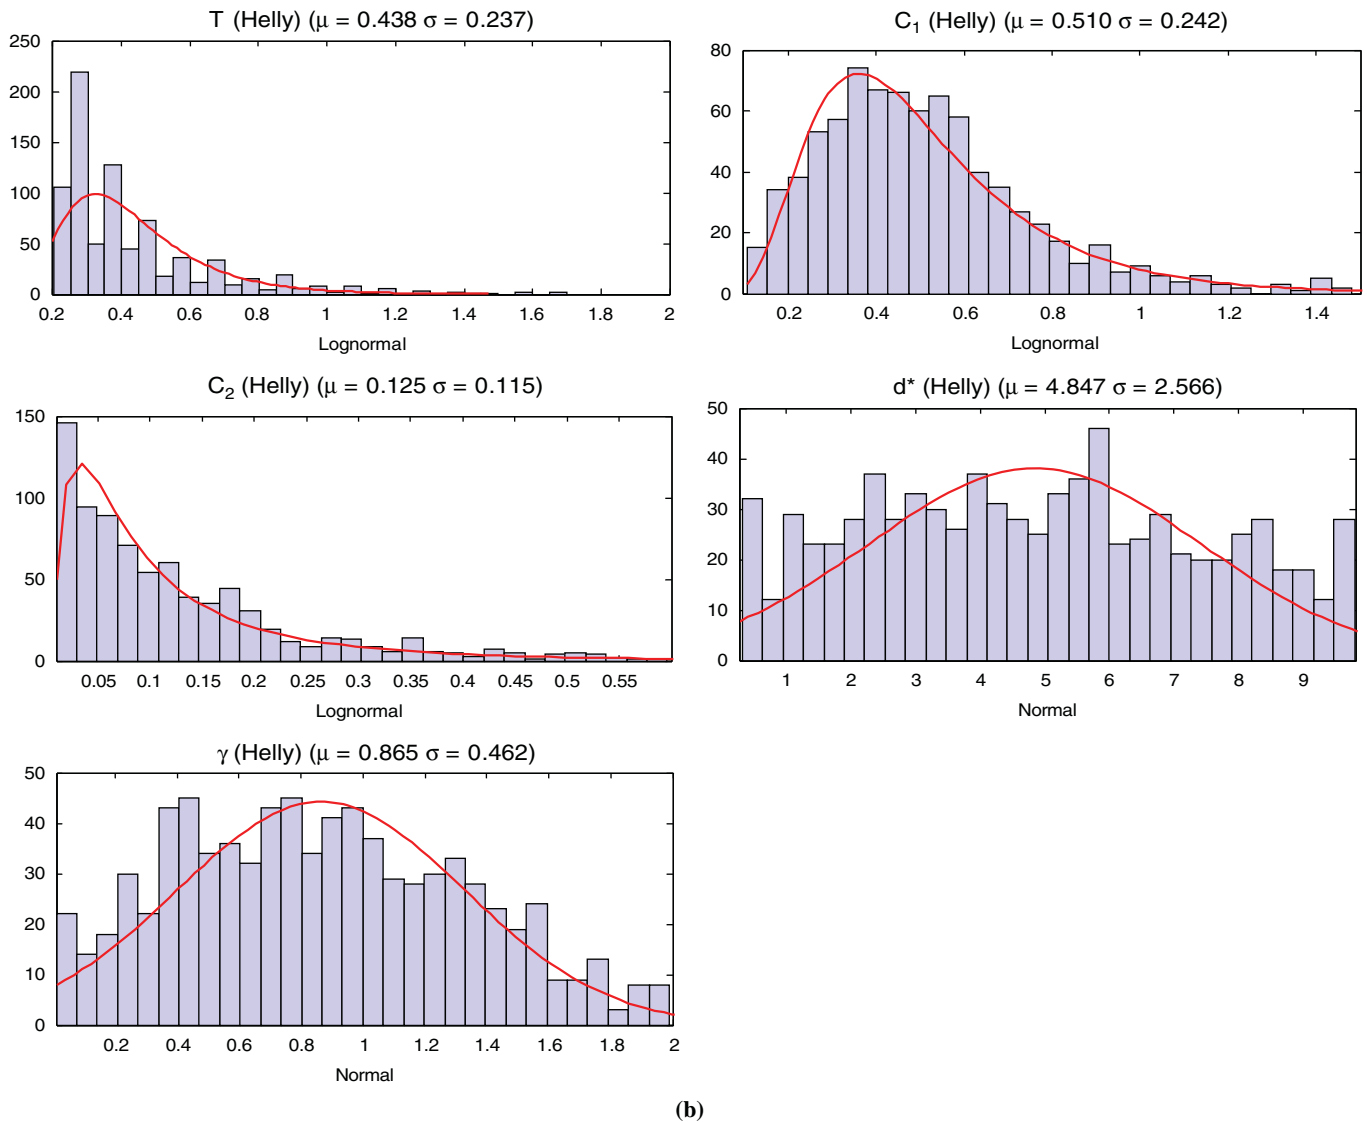 T (Helly) (μ = 0.438 σ = 0.237)
250
200
150
100
50
0
0.2 0.4 0.6 0.8 1.0 1.2 1.4 1.6 1.8 2
Lognormal
C1 (Helly) (μ = 0.510 σ = 0.242)
80
60
40
20
0
0.2 0.4 0.6 0.8 1 1.2 1.4
Lognormal
C2 (Helly) (μ = 0.125 σ = 0.115)
150
100
50
0
0.05 0.1 0.15 0.2 0.25 0.3 0.35 0.4 0.45 0.5 0.55
Lognormal
d* (Helly) (μ = 4.847 σ = 2.566)
50
40
30
20
10
0
1 2 3 4 5 6 7 8 9
Normal
γ (Helly) (μ = 0.865 σ = 0.462)
50
40
30
20
10
0
0.2 0.4 0.6 0.8 1 1.2 1.4 1.6 1.8 2
Normal
(b)